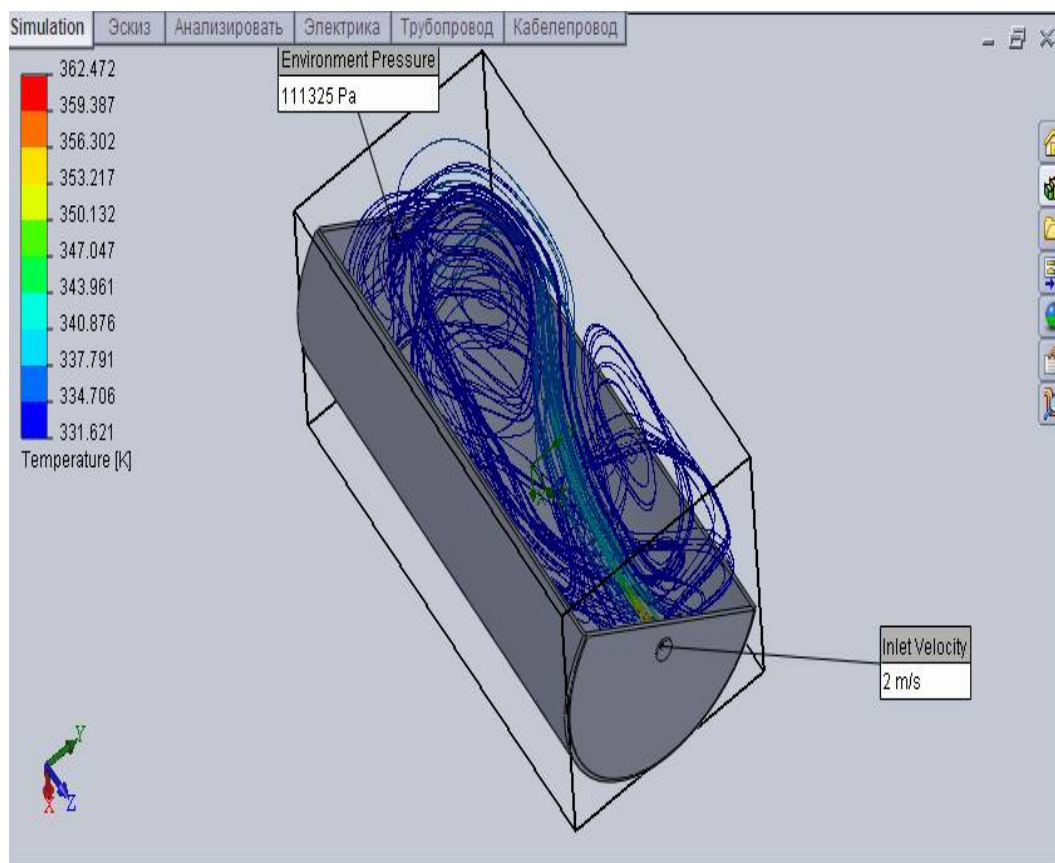 Simulation Эскиз Анализировать Электрика Трубопровод Кабелепровод
Environment Pressure
111325 Pa
362.472
359.387
356.302
353.217
350.132
347.047
343.961
340.876
337.791
334.706
331.621
Temperature [K]
Inlet Velocity
2 m/s
Y
X
Z